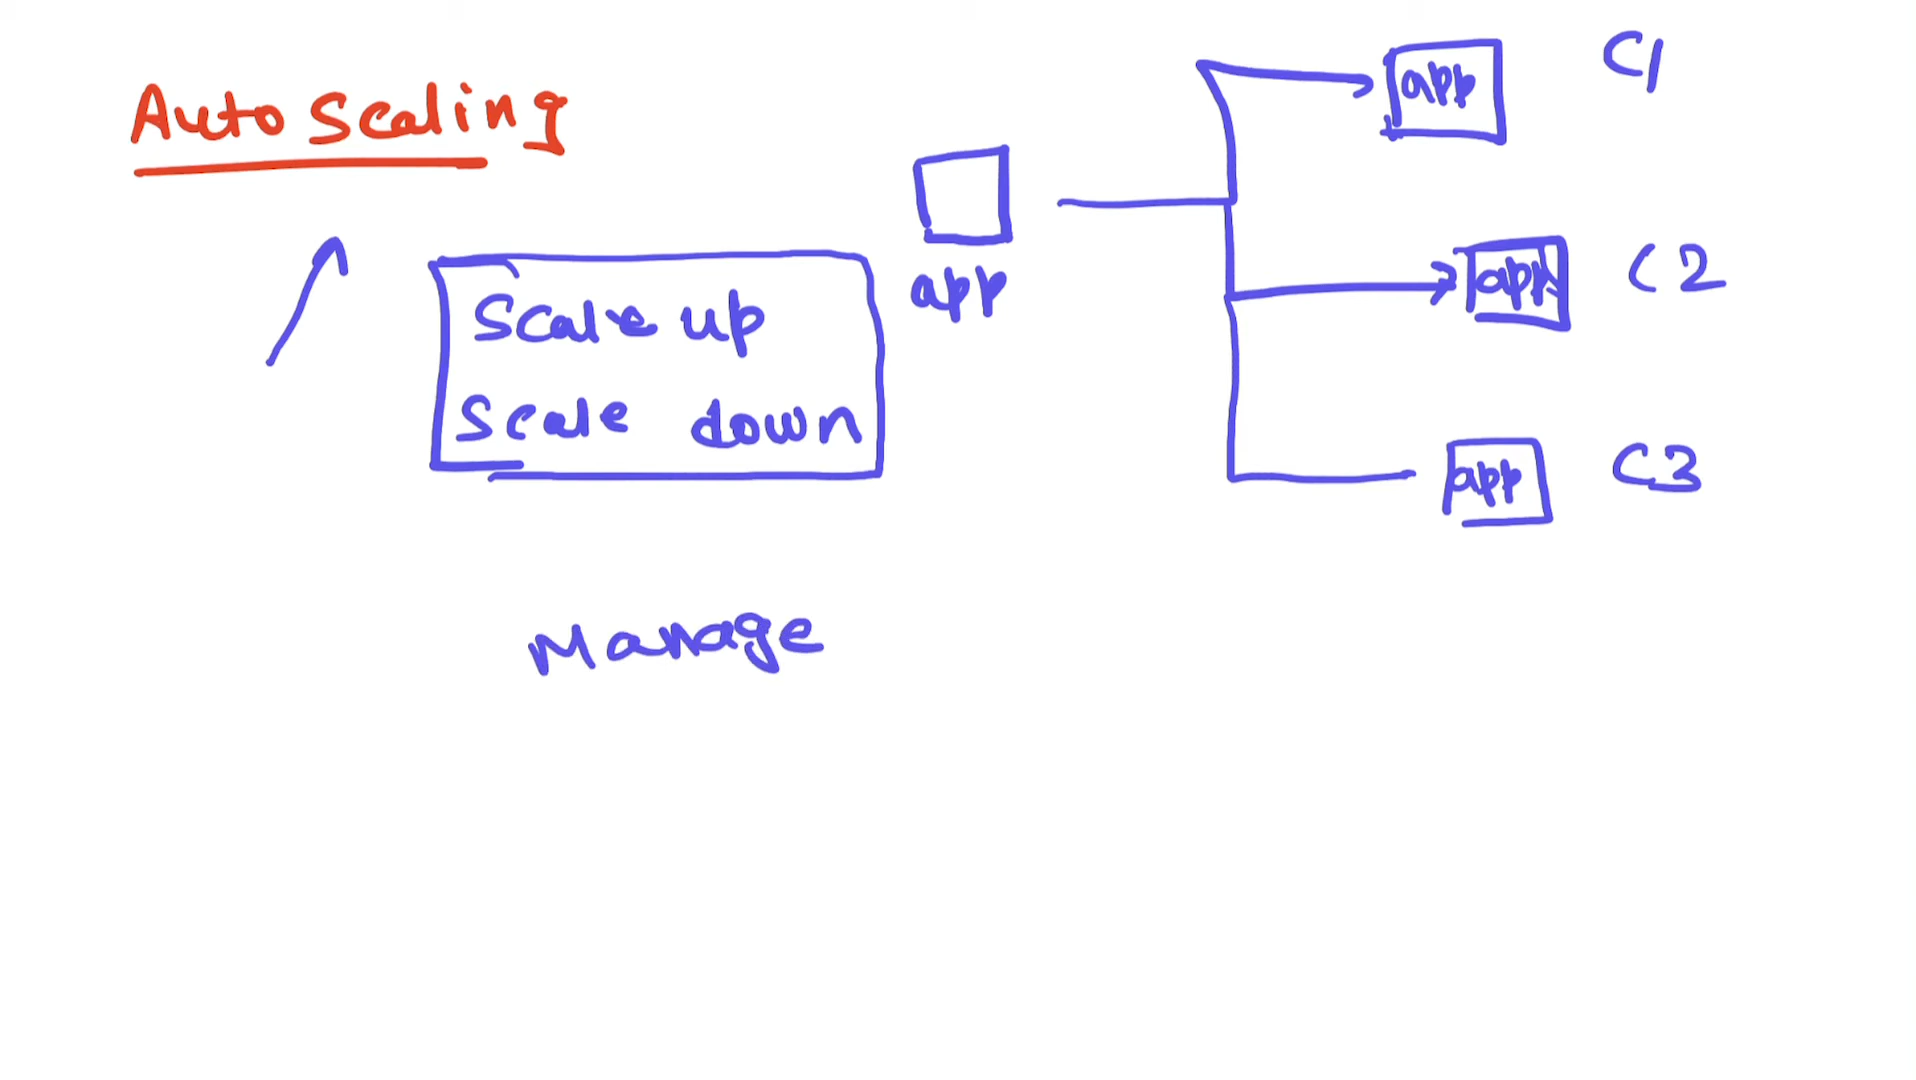 Auto Scaling
Scale up
Scale down
Manage
app
app C1
app C2
app C3